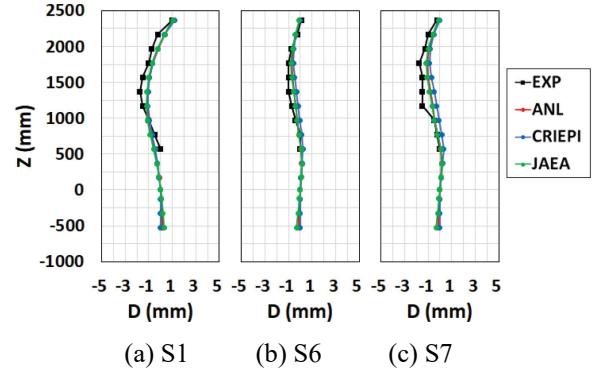 2500
2000
1500
1000
500
0
-500
-1000
Z (mm)
-5 -3 -1 1 3 5
-5 -3 -1 1 3 5
-5 -3 -1 1 3 5
D (mm)
D (mm)
D (mm)
EXP
ANL
CRIEPI
JAEA
(a) S1
(b) S6
(c) S7